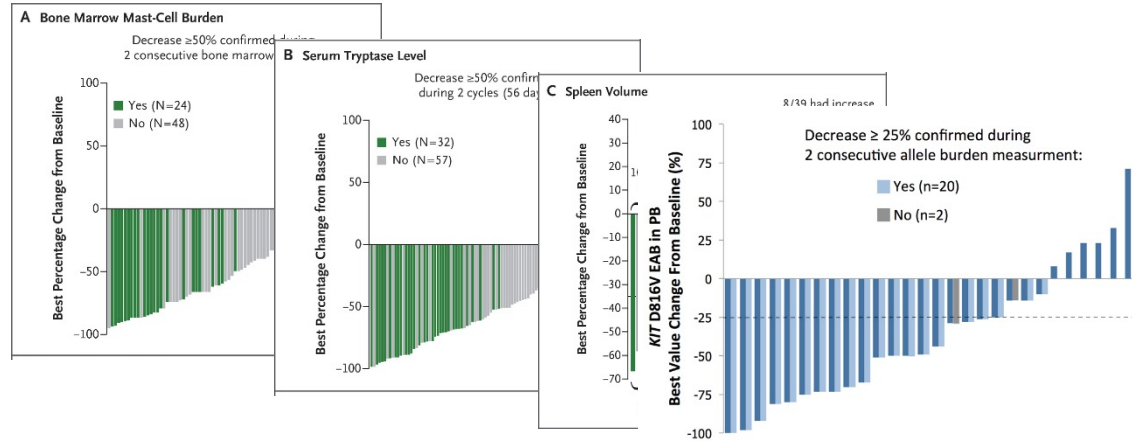 A Bone Marrow Mast-Cell Burden
Decrease ≥50% confirmed during
2 consecutive bone marrow
100
50
0
−50
−100
Best Percentage Change from Baseline
Yes (N=24)
No (N=48)
B Serum Tryptase Level
Decrease ≥50%
during 2 cycles (56
100
50
0
−50
−100
Best Percentage Change from Baseline
Yes (N=32)
No (N=57)
C Spleen Volume
8/39 had increase
40
30
20
10
0
−10
−20
−30
−40
−50
−60
−70
Best Percentage Change from Baseline
KIT D816V EAB in PB
Best Value Change From Baseline (%)
100
75
50
25
0
-25
-50
-75
-100
Decrease ≥ 25% confirmed during
2 consecutive allele burden measurment:
Yes (n=20)
No (n=2)